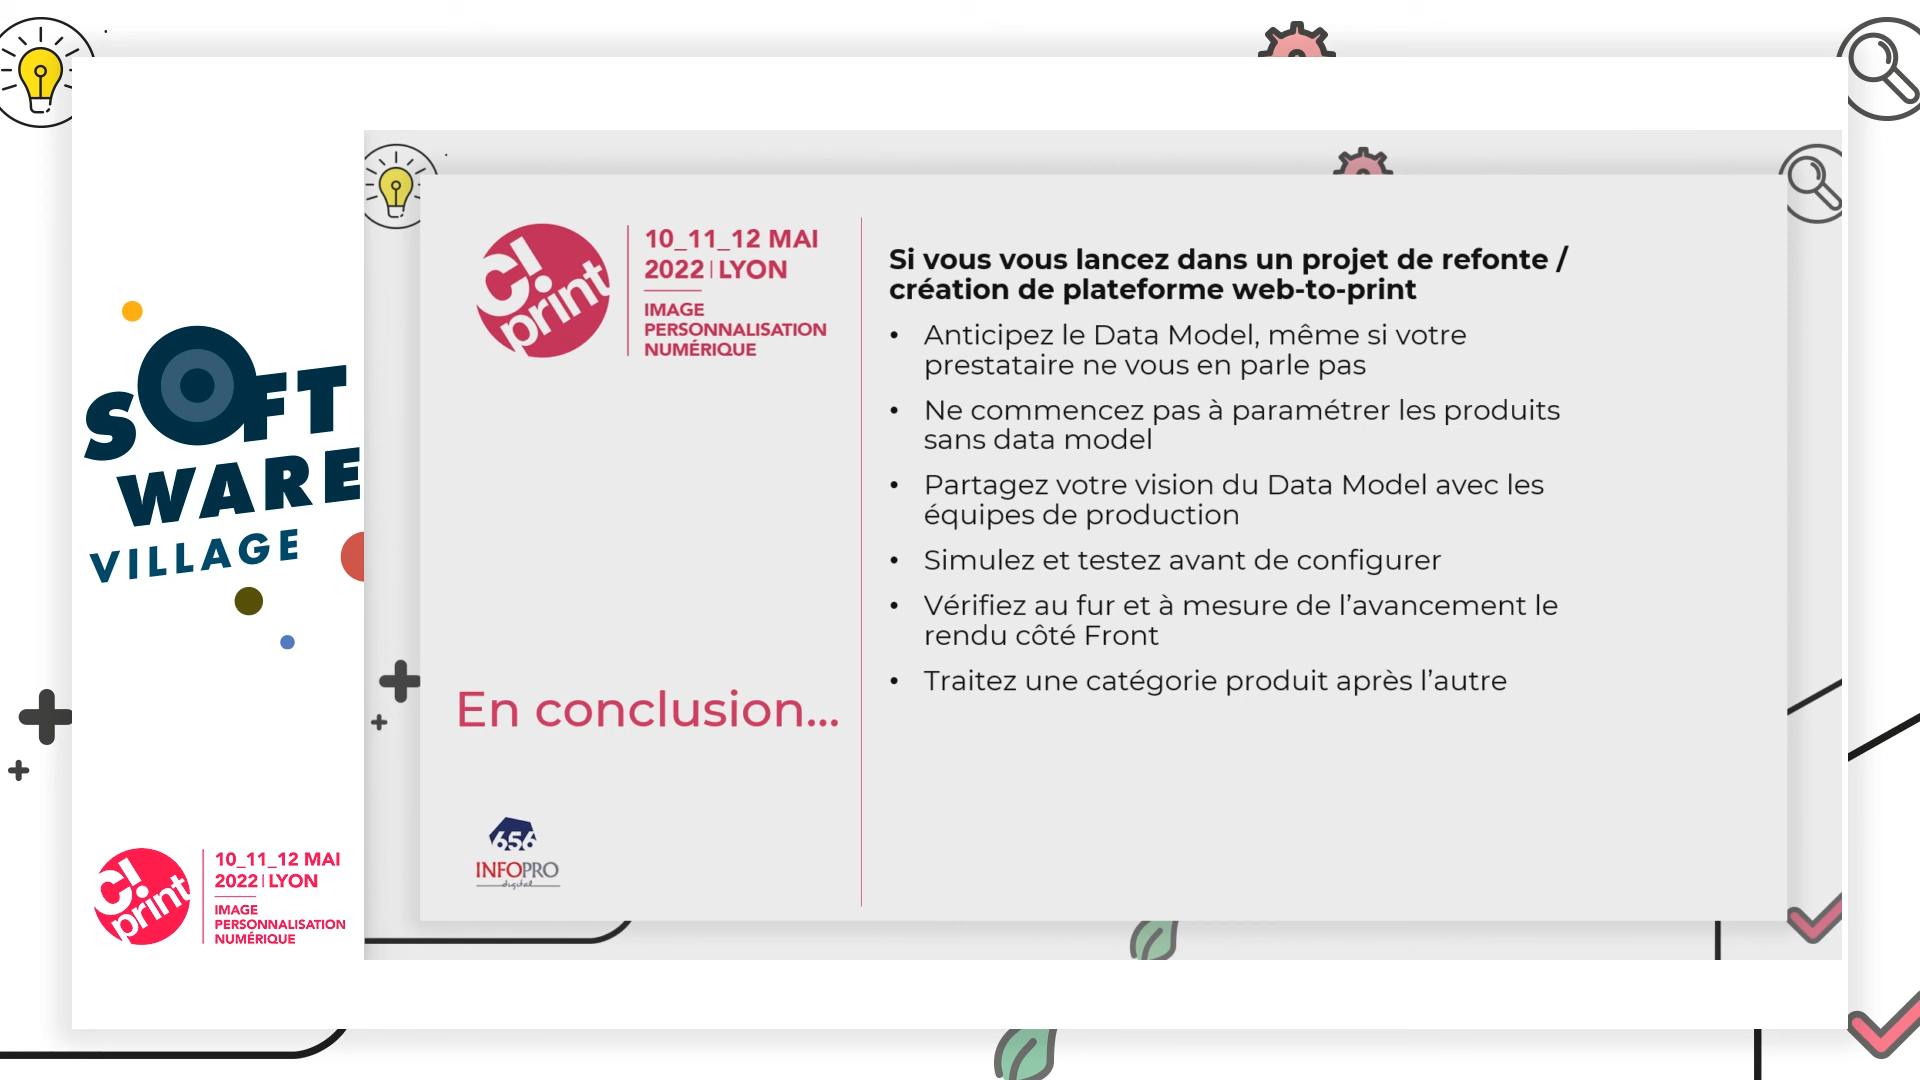 SOFT
WARE
VILLAGE
C!print
10_11_12 MAI
2022 | LYON
IMAGE
PERSONNALISATION
NUMÉRIQUE
C!print
10_11_12 MAI
2022 | LYON
IMAGE
PERSONNALISATION
NUMÉRIQUE
En conclusion...
656
INFOPRO
digital
Si vous vous lancez dans un projet de refonte /
création de plateforme web-to-print
• Anticipez le Data Model, même si votre
prestataire ne vous en parle pas
• Ne commencez pas à paramétrer les produits
sans data model
• Partagez votre vision du Data Model avec les
équipes de production
• Simulez et testez avant de configurer
• Vérifiez au fur et à mesure de l’avancement le
rendu côté Front
• Traitez une catégorie produit après l’autre